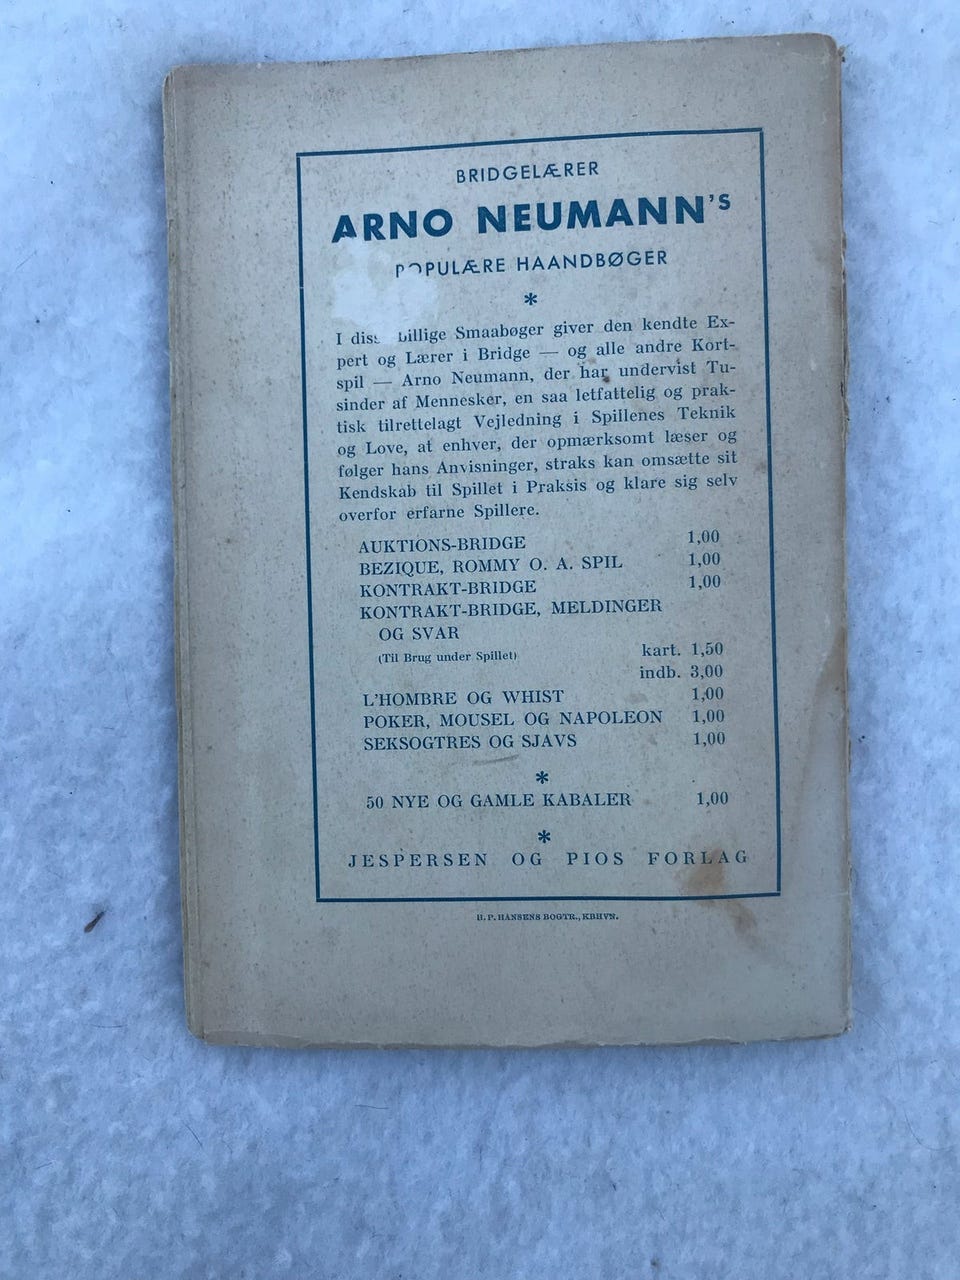 BRIDGELÆRER
ARNO NEUMANN's
POPULÆRE HAANDBØGER
*
I diss billige Smaabøger giver den kendte Ex-
pert og Lærer i Bridge — og alle andre Kort-
spil — Arno Neumann, der har undervist Tu-
sinder af Mennesker, en saa letfattelig og prak-
tisk tilrettelagt Vejledning i Spillenes Teknik
og Love, at enhver, der opmærksomt læser og
følger hans Anvisninger, straks kan omsætte sit
Kendskab til Spillet i Praksis og klare sig selv
overfor erfarne Spillere.
AUKTIONS-BRIDGE 1,00
BEZIQUE, ROMMY O. A. SPIL 1,00
KONTRAKT-BRIDGE 1,00
KONTRAKT-BRIDGE, MELDINGER
OG SVAR
(Til Brug under Spillet) kart. 1,50
indb. 3,00
L'HOMBRE OG WHIST 1,00
POKER, MOUSEL OG NAPOLEON 1,00
SEKSOGTRES OG SJAVS 1,00
*
50 NYE OG GAMLE KABALER 1,00
*
JESPERSEN OG PIOS FORLAG
H. P. HANSENS BOGTR., KBHVN.